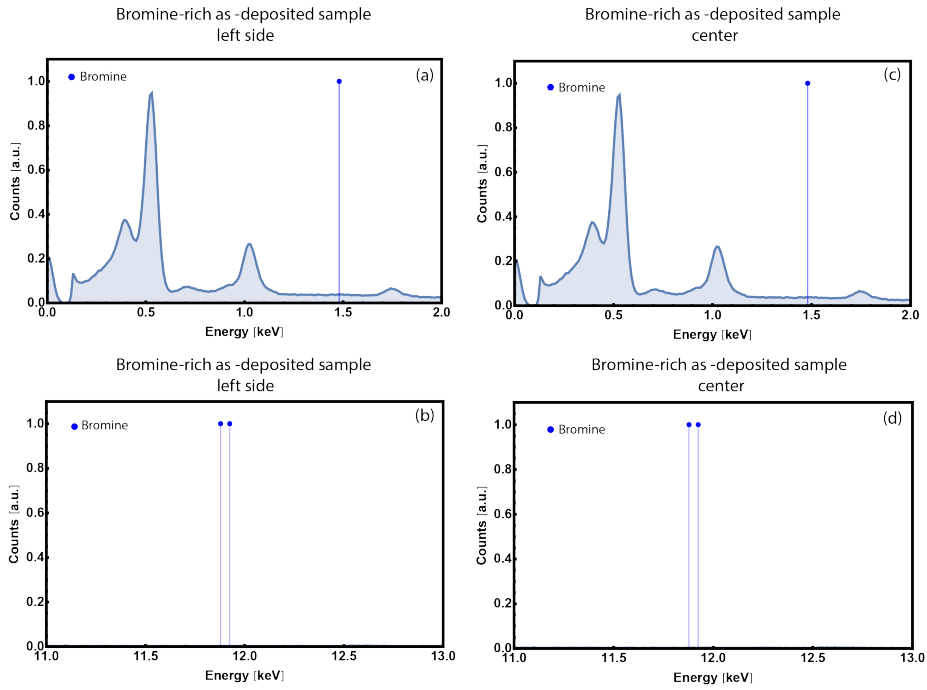 Bromine-rich as -deposited sample
left side
(a)
Bromine
Counts [a.u.]
1.0
0.8
0.6
0.4
0.2
0.0
0.0 0.5 1.0 1.5 2.0
Energy [keV]
Bromine-rich as -deposited sample
center
(c)
Bromine
Counts [a.u.]
1.0
0.8
0.6
0.4
0.2
0.0
0.0 0.5 1.0 1.5 2.0
Energy [keV]
Bromine-rich as -deposited sample
left side
(b)
Bromine
Counts [a.u.]
1.0
0.8
0.6
0.4
0.2
0.0
11.0 11.5 12.0 12.5 13.0
Energy [keV]
Bromine-rich as -deposited sample
center
(d)
Bromine
Counts [a.u.]
1.0
0.8
0.6
0.4
0.2
0.0
11.0 11.5 12.0 12.5 13.0
Energy [keV]